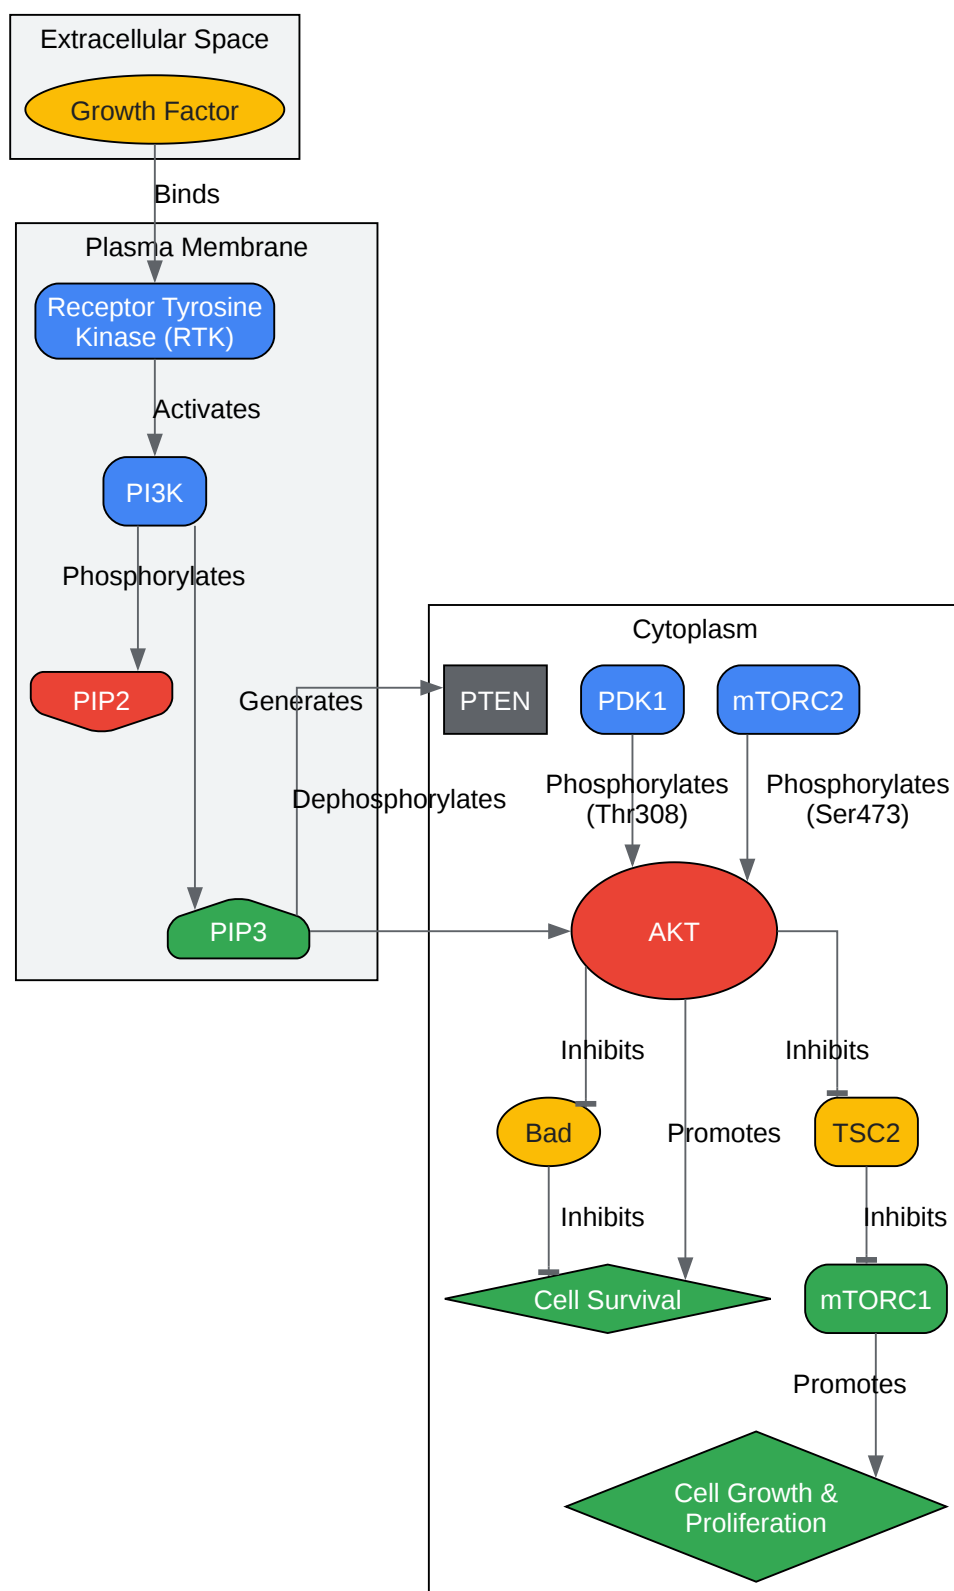 Extracellular Space
Growth Factor
Binds
Plasma Membrane
Receptor Tyrosine
Kinase (RTK)
Activates
PI3K
Phosphorylates
PIP2
Generates
Dephosphorylates
PIP3
Cytoplasm
PTEN
PDK1
mTORC2
Phosphorylates
(Thr308)
Phosphorylates
(Ser473)
AKT
Inhibits
Inhibits
Bad
Promotes
TSC2
Inhibits
Inhibits
Cell Survival
mTORC1
Promotes
Cell Growth &
Proliferation